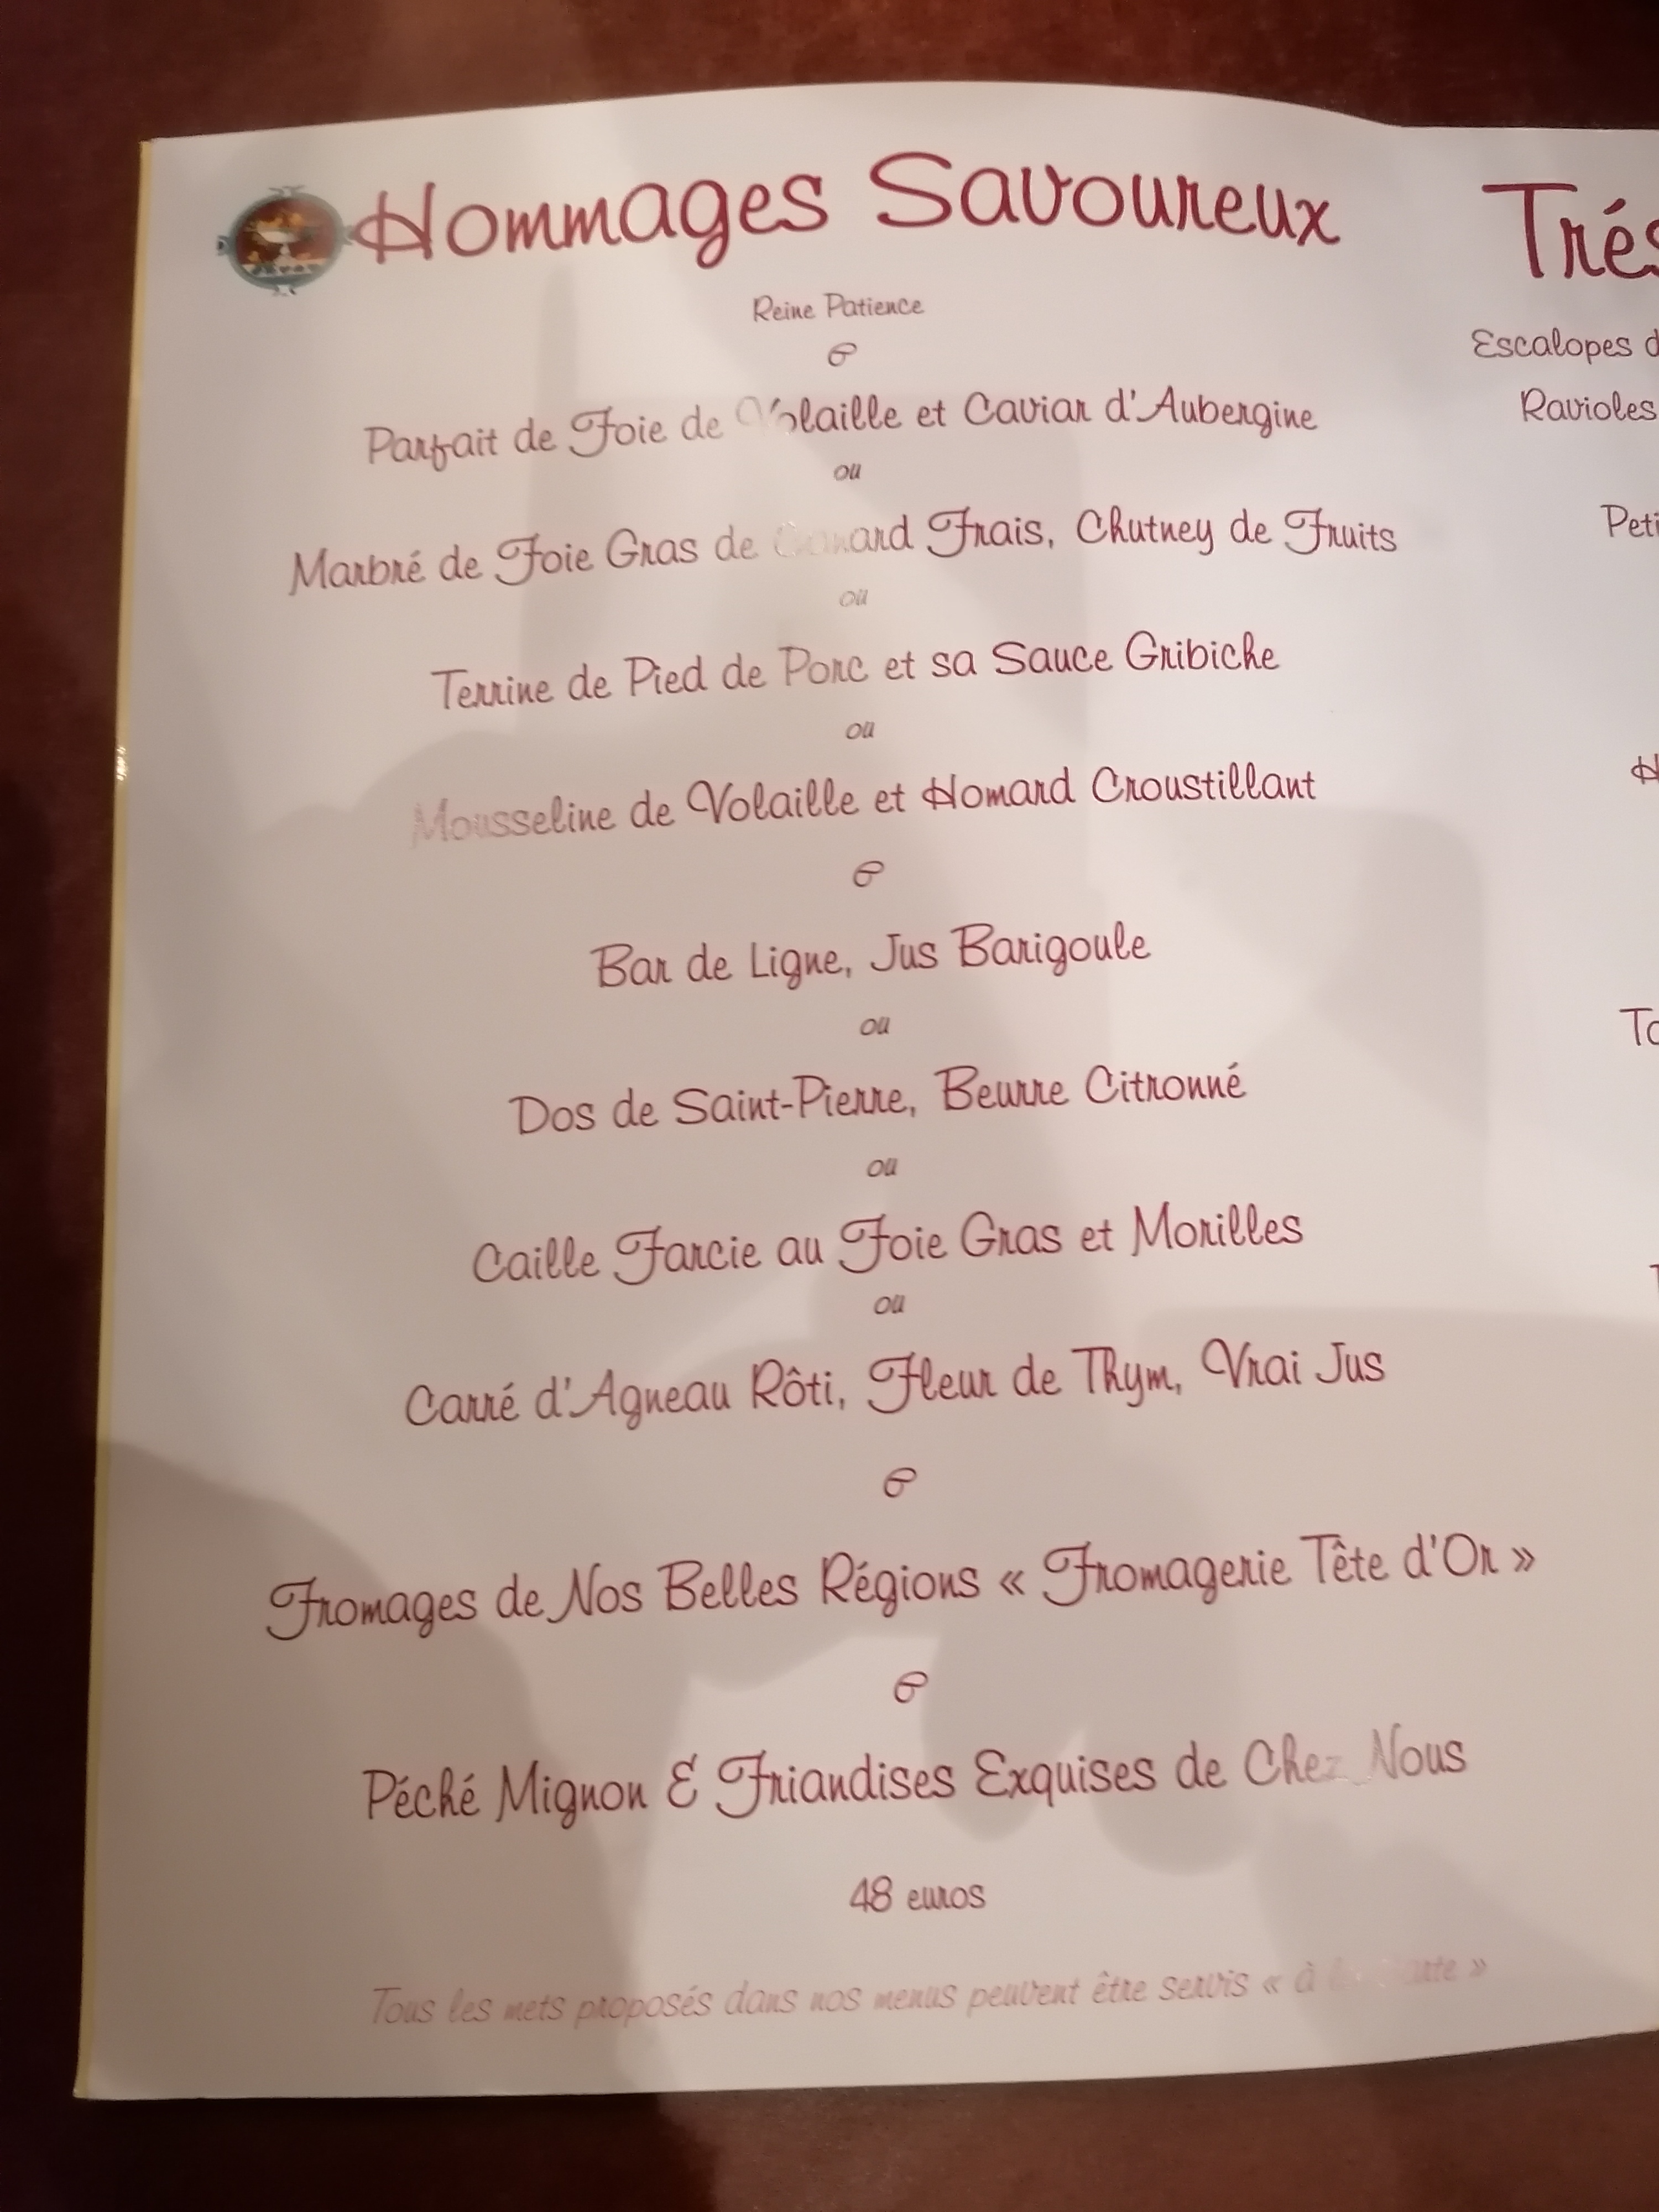 Hommages Savoureux
Reine Patience
Parfait de Foie de Volaille et Caviar d'Aubergine
ou
Marbré de Foie Gras de Canard Frais, Chutney de Fruits
ou
Terrine de Pied de Porc et sa Sauce Gribiche
ou
Mousseline de Volaille et Homard Croustillant
Bar de Ligne, Jus Barigoule
ou
Dos de Saint-Pierre, Beurre Citronné
ou
Caille Farcie au Foie Gras et Morilles
ou
Carré d'Agneau Rôti, Fleur de Thym, Vrai Jus
Fromages de Nos Belles Régions « Fromagerie Tête d'Or »
Péché Mignon & Friandises Exquises de Chez Nous
48 euros
Tous les mets proposés dans nos menus peuvent être servis « à la Carte »
Trés
Escalopes d
Ravioles
Peti
H
To